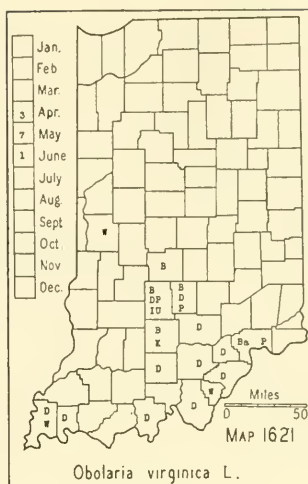 Jan.
Feb
Mar.
3 Apr.
7 May
1 June
July
Aug.
Sept
Oct.
Nov
Dec.
W
B
B B
DP D
IU P
B D
K
D D D Ba P
D
W
D D
W D D
Miles
0 50
MAP 1621
Obolaria virginica L.